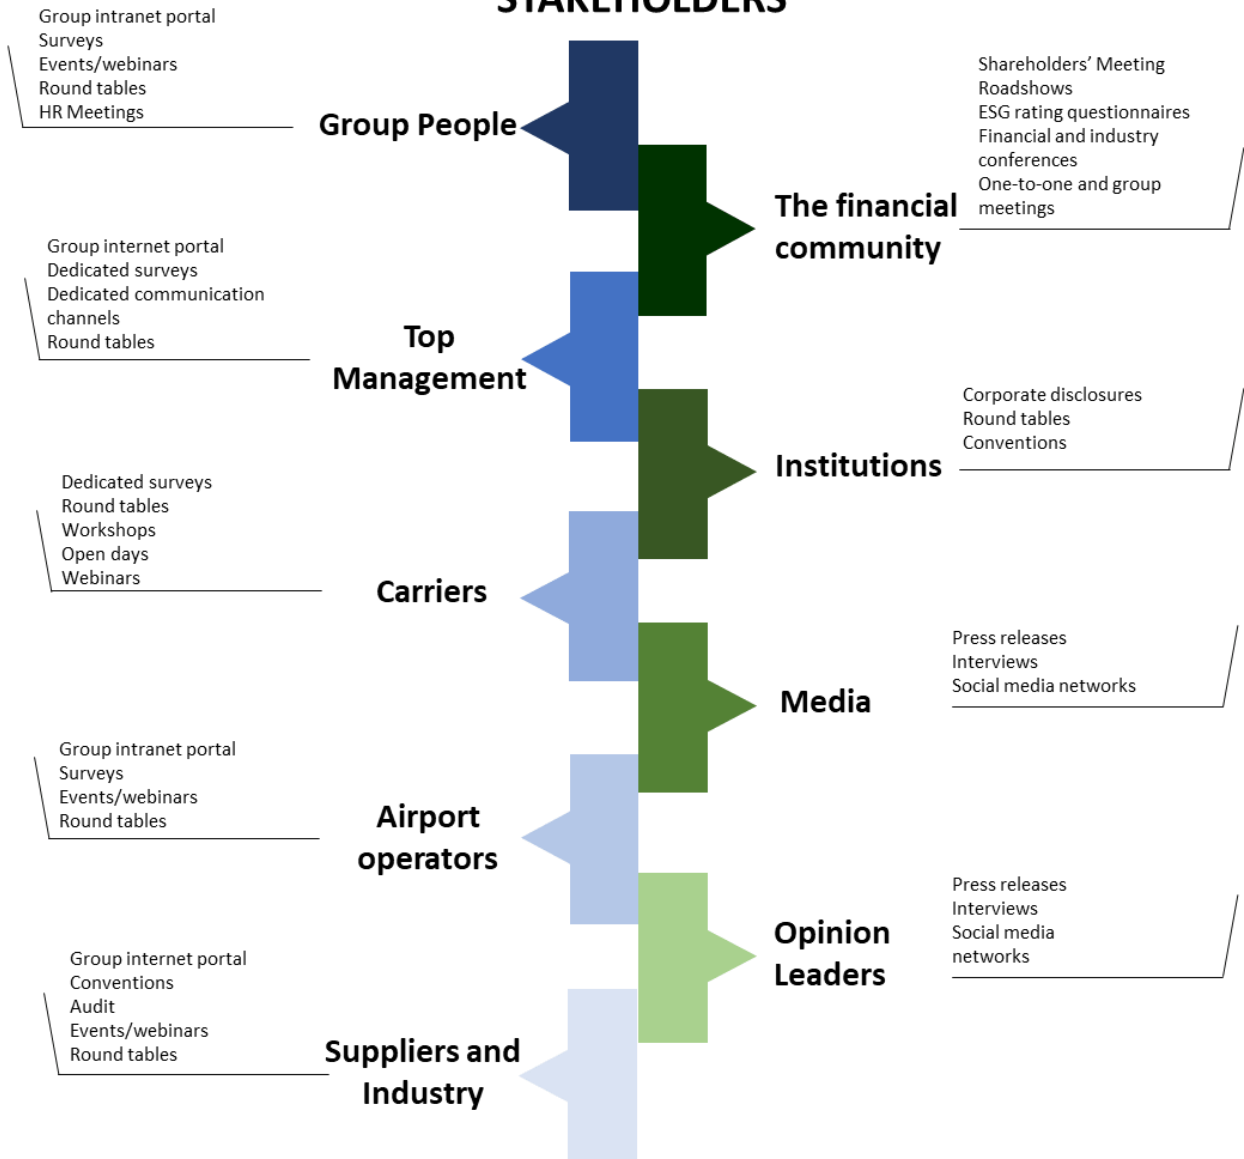 STAKEHOLDERS
Group intranet portal
Surveys
Events/webinars
Round tables
HR Meetings
Group People
Shareholders’ Meeting
Roadshows
ESG rating questionnaires
Financial and industry
conferences
One-to-one and group
meetings
The financial
community
Group internet portal
Dedicated surveys
Dedicated communication
channels
Round tables
Top
Management
Corporate disclosures
Round tables
Conventions
Institutions
Dedicated surveys
Round tables
Workshops
Open days
Webinars
Carriers
Press releases
Interviews
Social media networks
Media
Group intranet portal
Surveys
Events/webinars
Round tables
Airport
operators
Press releases
Interviews
Social media
networks
Opinion
Leaders
Group internet portal
Conventions
Audit
Events/webinars
Round tables
Suppliers and
Industry